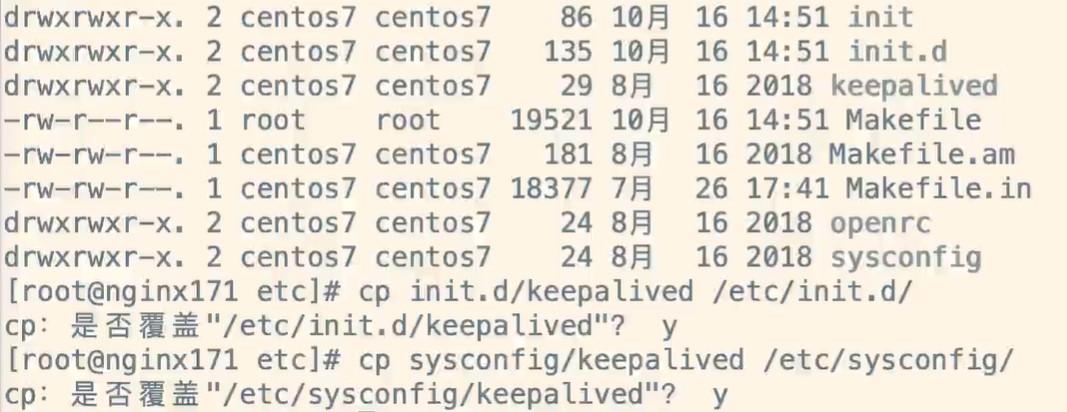 drwxrwxr-x. 2 centos7 centos7    86 10月  16 14:51 init
drwxrwxr-x. 2 centos7 centos7   135 10月  16 14:51 init.d
drwxrwxr-x. 2 centos7 centos7    29 8月   16 2018 keepalived
-rw-r--r--. 1 root    root    19521 10月  16 14:51 Makefile
-rw-rw-r--. 1 centos7 centos7   181 8月   16 2018 Makefile.am
-rw-rw-r--. 1 centos7 centos7 18377 7月   26 17:41 Makefile.in
drwxrwxr-x. 2 centos7 centos7    24 8月   16 2018 openrc
drwxrwxr-x. 2 centos7 centos7    24 8月   16 2018 sysconfig
[root@nginx171 etc]# cp init.d/keepalived /etc/init.d/
cp：是否覆盖"/etc/init.d/keepalived"？ y
[root@nginx171 etc]# cp sysconfig/keepalived /etc/sysconfig/
cp：是否覆盖"/etc/sysconfig/keepalived"？ y